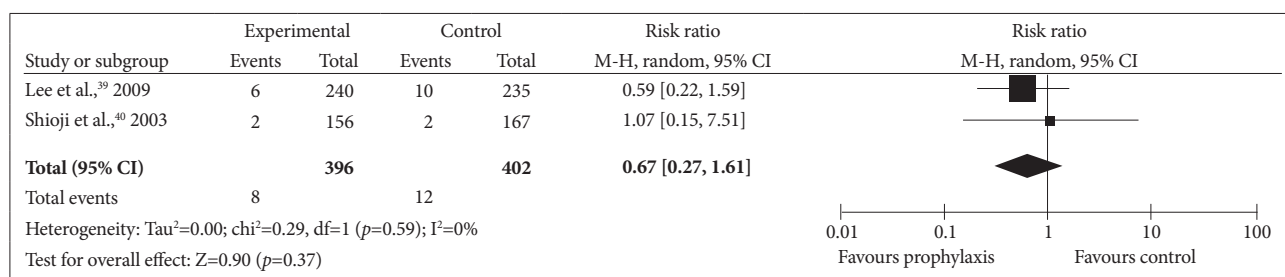 Experimental Control Risk ratio Risk ratio
Study or subgroup Events Total Events Total M-H, random, 95% CI M-H, random, 95% CI
Lee et al.,³⁹ 2009 6 240 10 235 0.59 [0.22, 1.59]
Shioji et al.,⁴⁰ 2003 2 156 2 167 1.07 [0.15, 7.51]
Total (95% CI) 396 402 0.67 [0.27, 1.61]
Total events 8 12
Heterogeneity: Tau²=0.00; chi²=0.29, df=1 (p=0.59); I²=0%
Test for overall effect: Z=0.90 (p=0.37)
0.01 0.1 1 10 100
Favours prophylaxis Favours control